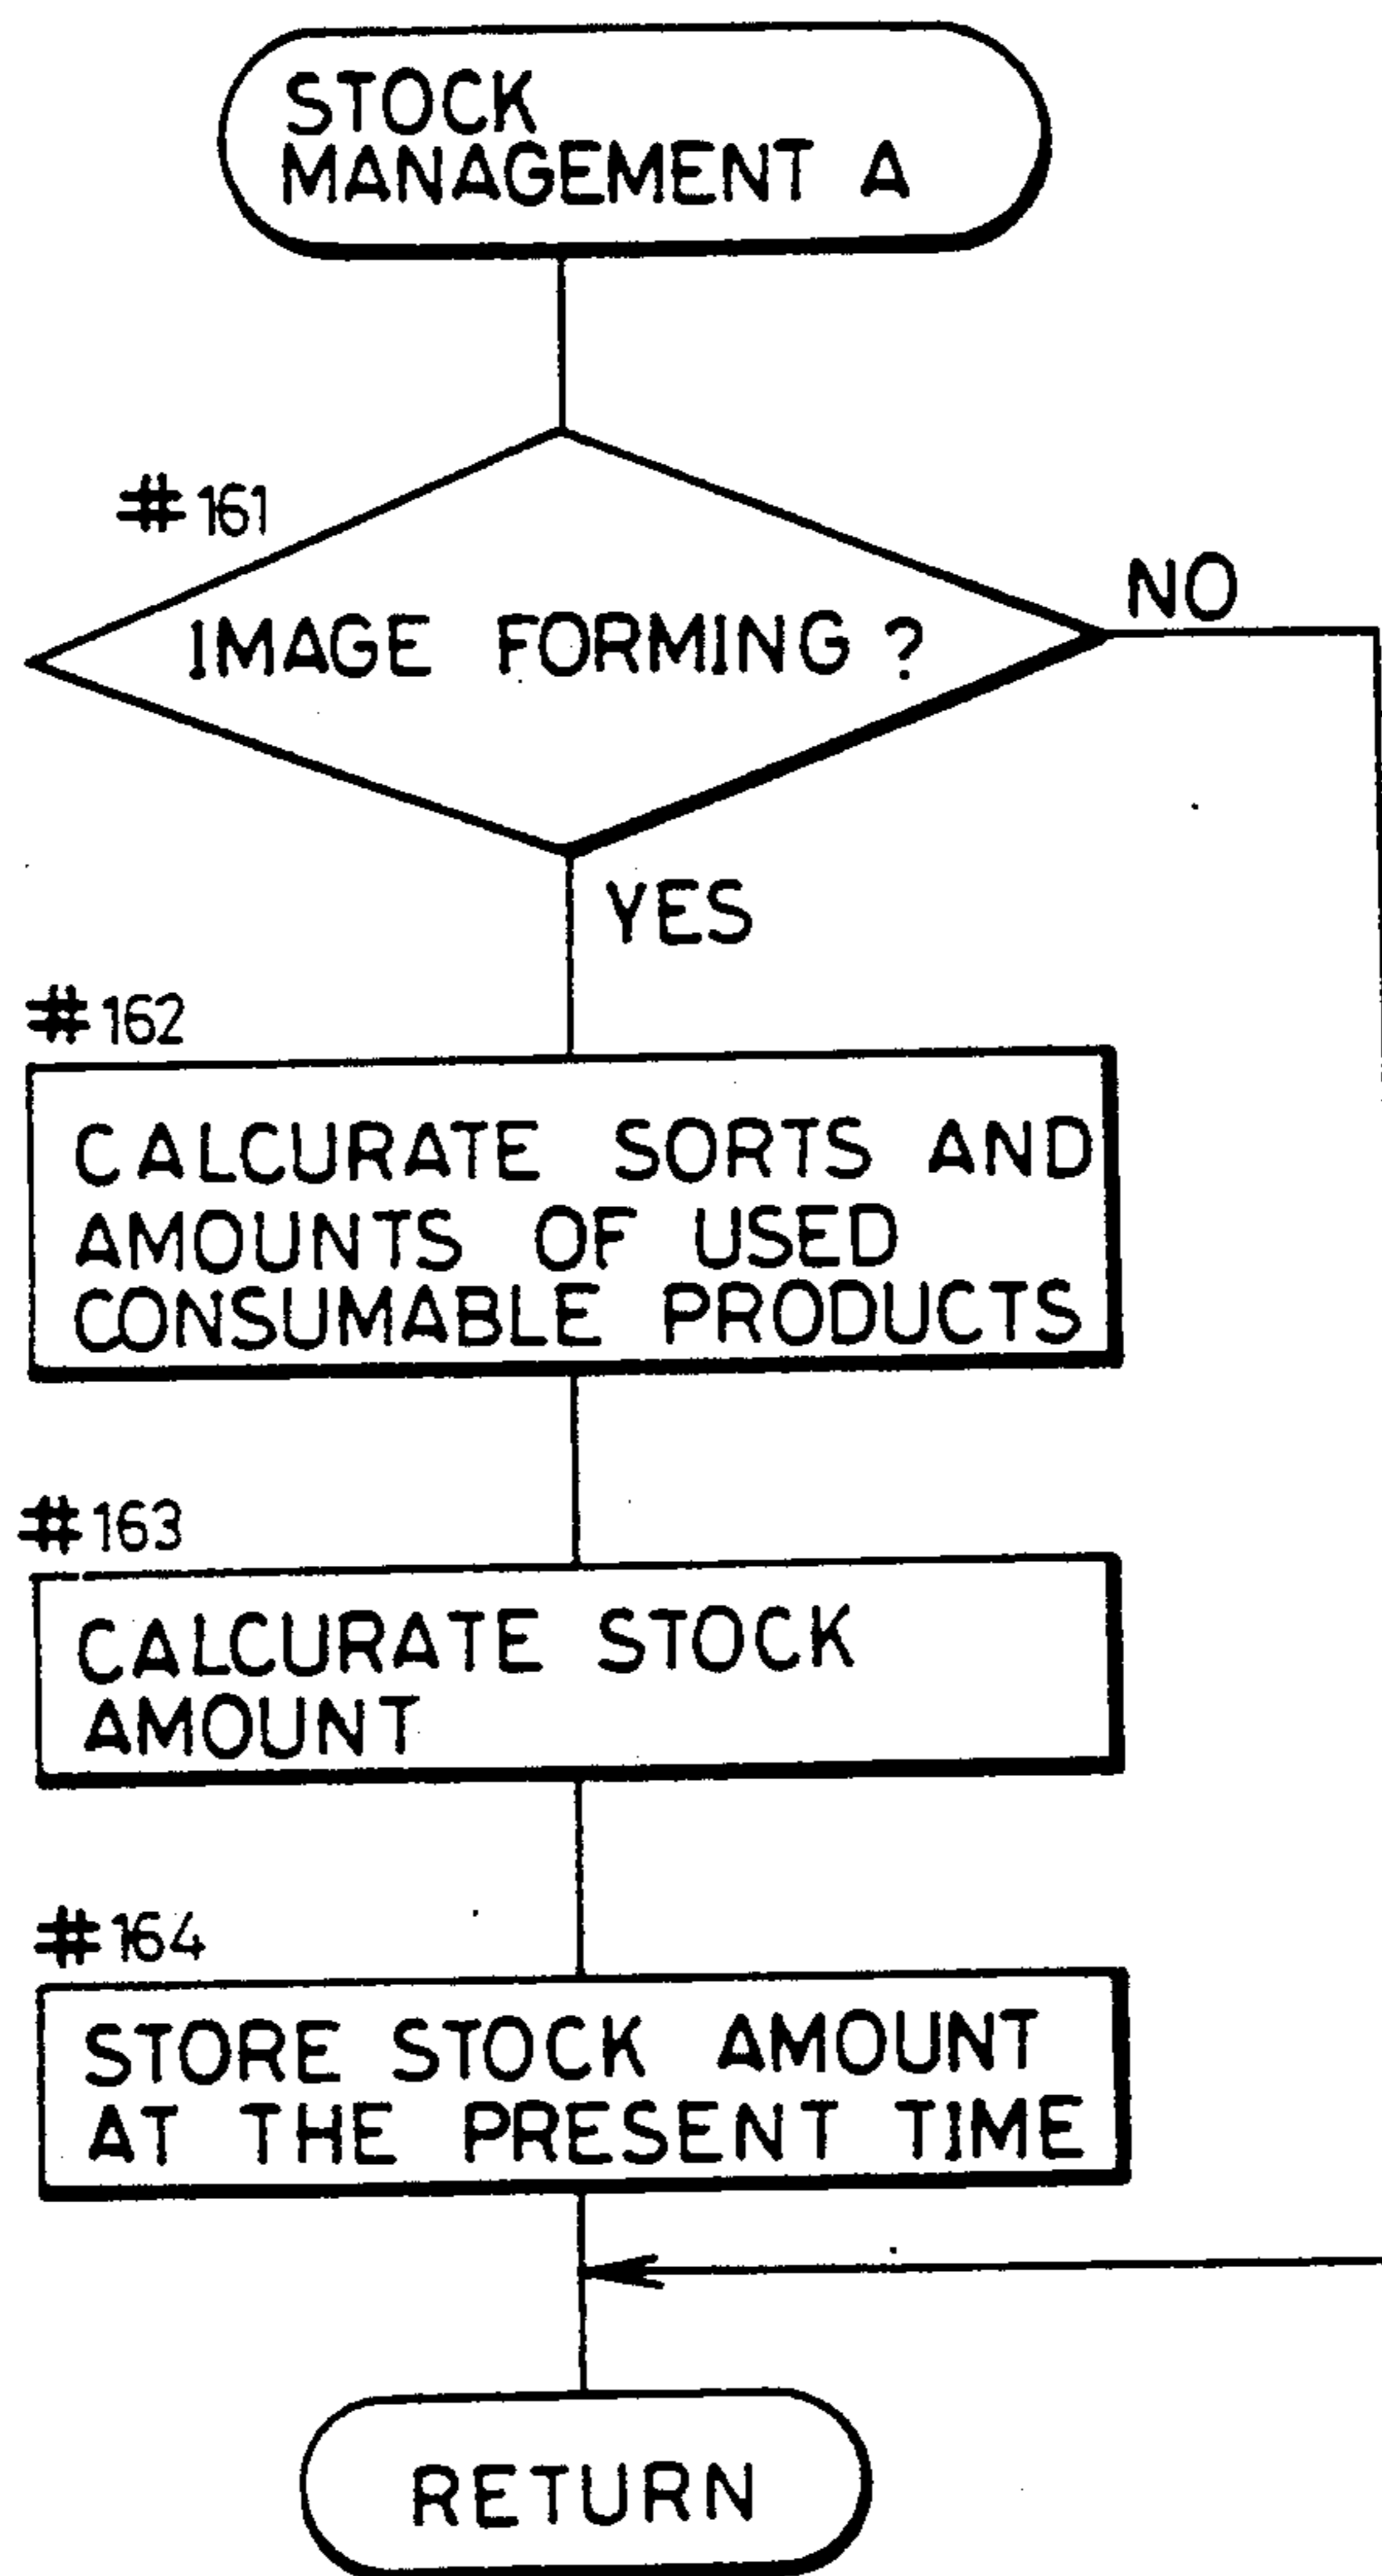 STOCK
MANAGEMENT A
#161
IMAGE FORMING ?
NO
YES
#162
CALCURATE SORTS AND
AMOUNTS OF USED
CONSUMABLE PRODUCTS
#163
CALCURATE STOCK
AMOUNT
#164
STORE STOCK AMOUNT
AT THE PRESENT TIME
RETURN